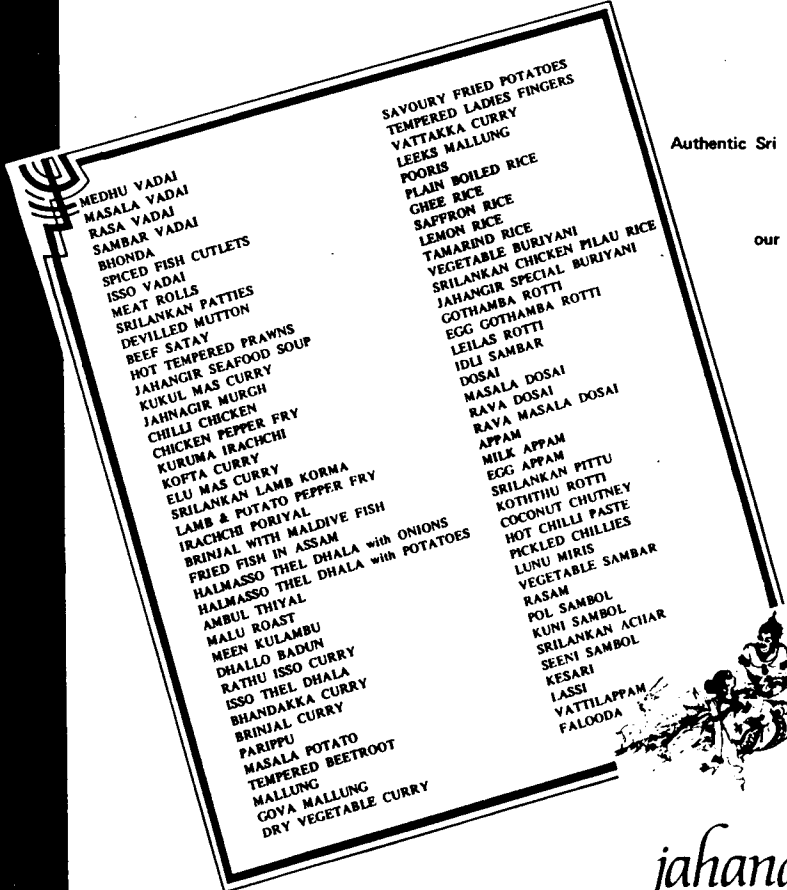 MEDHU VADAI
MASALA VADAI
RASA VADAI
SAMBAR VADAI
BHONDA
SPICED FISH CUTLETS
ISSO VADAI
MEAT ROLLS
SRILANKAN PATTIES
DEVILLED MUTTON
BEEF SATAY
HOT TEMPERED PRAWNS
JAHANGIR SEAFOOD SOUP
KUKUL MAS CURRY
JAHNAGIR MURGH
CHILLI CHICKEN
CHICKEN PEPPER FRY
KURUMA IRACHCHI
KOFTA CURRY
ELU MAS CURRY
SRILANKAN LAMB KORMA
LAMB & POTATO PEPPER FRY
IRACHCHI PORIYAL
BRINJAL WITH MALDIVE FISH
FRIED FISH IN ASSAM
HALMASSO THEL DHALA with ONIONS
HALMASSO THEL DHALA with POTATOES
AMBUL THIYAL
MALU ROAST
MEEN KULAMBU
DHALLO BADUN
RATHU ISSO CURRY
ISSO THEL DHALA
BHANDAKKA CURRY
BRINJAL CURRY
PARIPPU
MASALA POTATO
TEMPERED BEETROOT
MALLUNG
GOVA MALLUNG
DRY VEGETABLE CURRY
SAVOURY FRIED POTATOES
TEMPERED LADIES FINGERS
VATTAKKA CURRY
LEEKS MALLUNG
POORIS
PLAIN BOILED RICE
GHEE RICE
SAFFRON RICE
LEMON RICE
TAMARIND RICE
VEGETABLE BURIYANI
SRILANKAN CHICKEN PILAU RICE
JAHANGIR SPECIAL BURIYANI
GOTHAMBA ROTTI
EGG GOTHAMBA ROTTI
LEILAS ROTTI
IDLI SAMBAR
DOSAI
MASALA DOSAI
RAVA DOSAI
RAVA MASALA DOSAI
APPAM
MILK APPAM
EGG APPAM
SRILANKAN PITTU
KOTHTHU ROTTI
COCONUT CHUTNEY
HOT CHILLI PASTE
PICKLED CHILLIES
LUNU MIRIS
VEGETABLE SAMBAR
RASAM
POL SAMBOL
KUNI SAMBOL
SRILANKAN ACHAR
SEENI SAMBOL
KESARI
LASSI
VATTILAPPAM
FALOODA
Authentic Sri
our
jahang